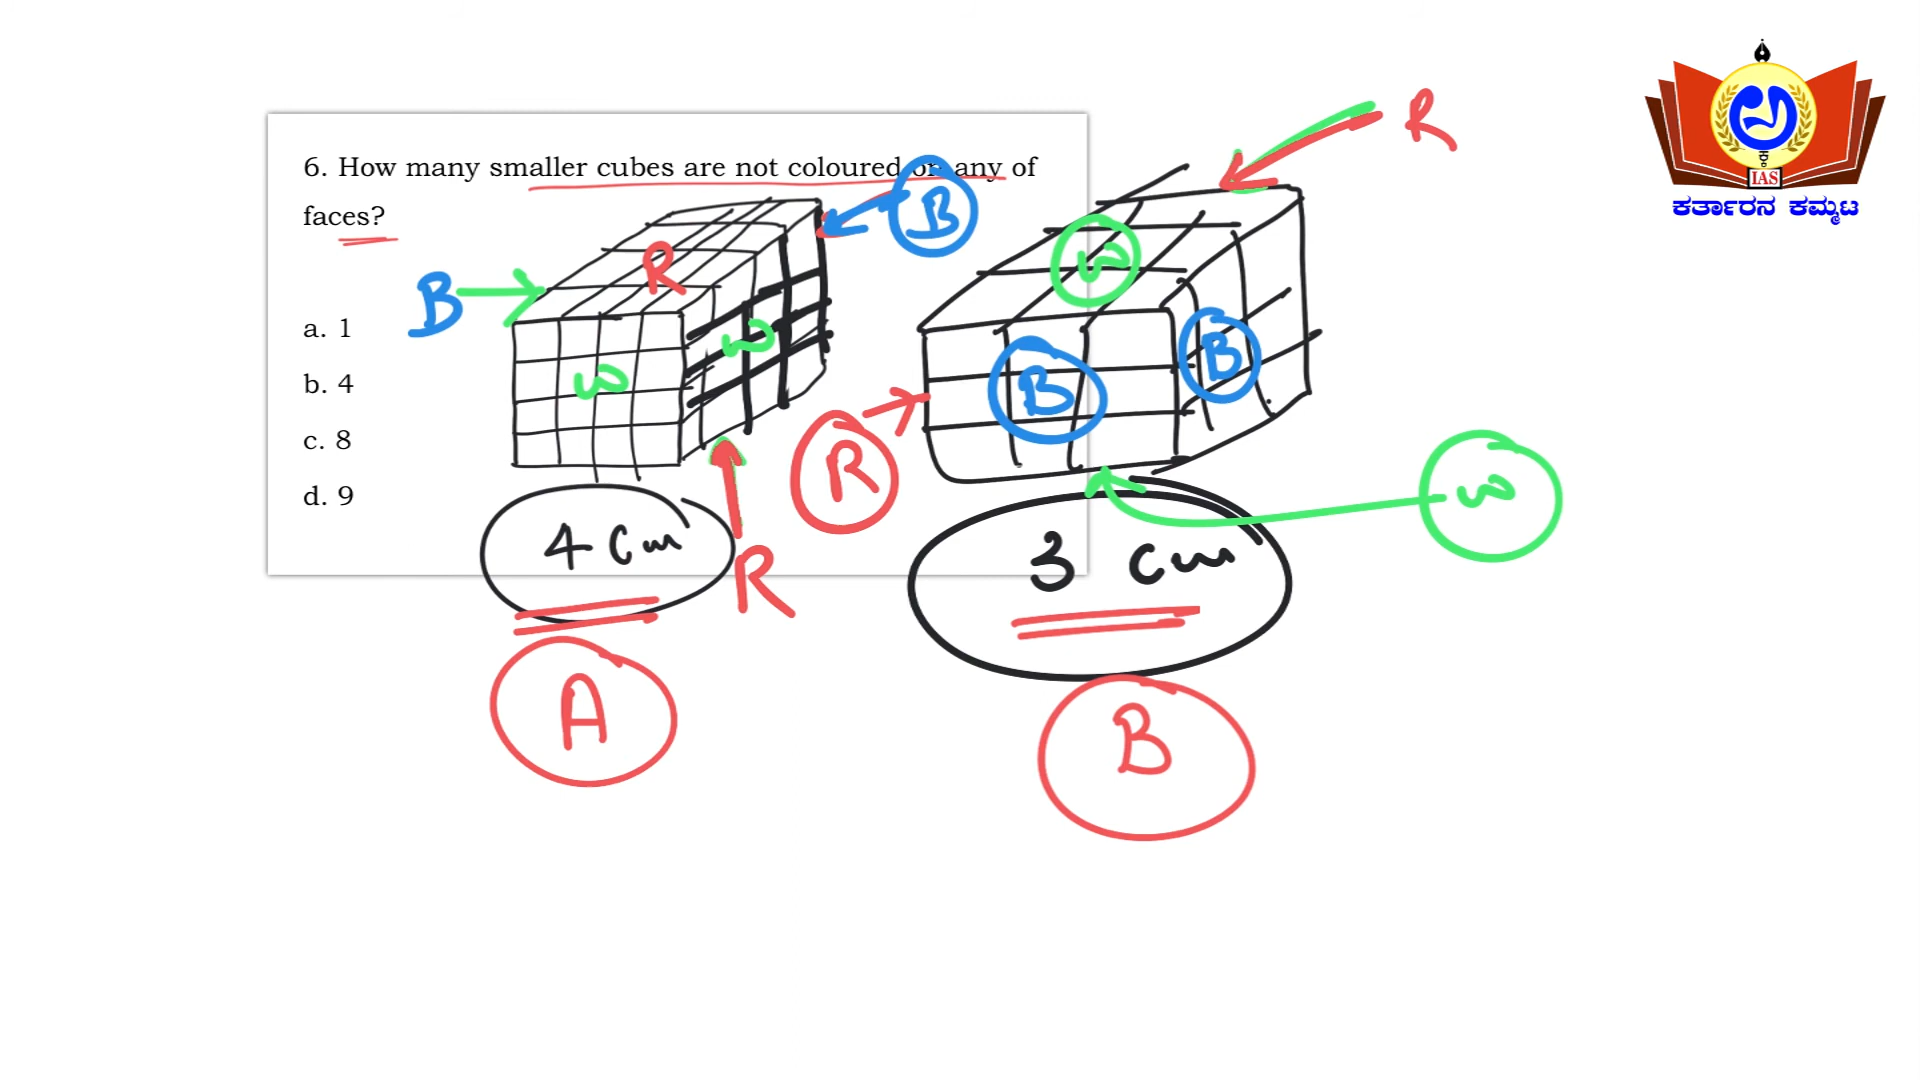 6. How many smaller cubes are not coloured on any of
faces?
a. 1
b. 4
c. 8
d. 9
R
B
R
B
W
W
R
4 Cm
A
R
W
B
B
R
W
3 Cm
B
IAS
ಕರ್ತಾರನ ಕಮ್ಮಟ